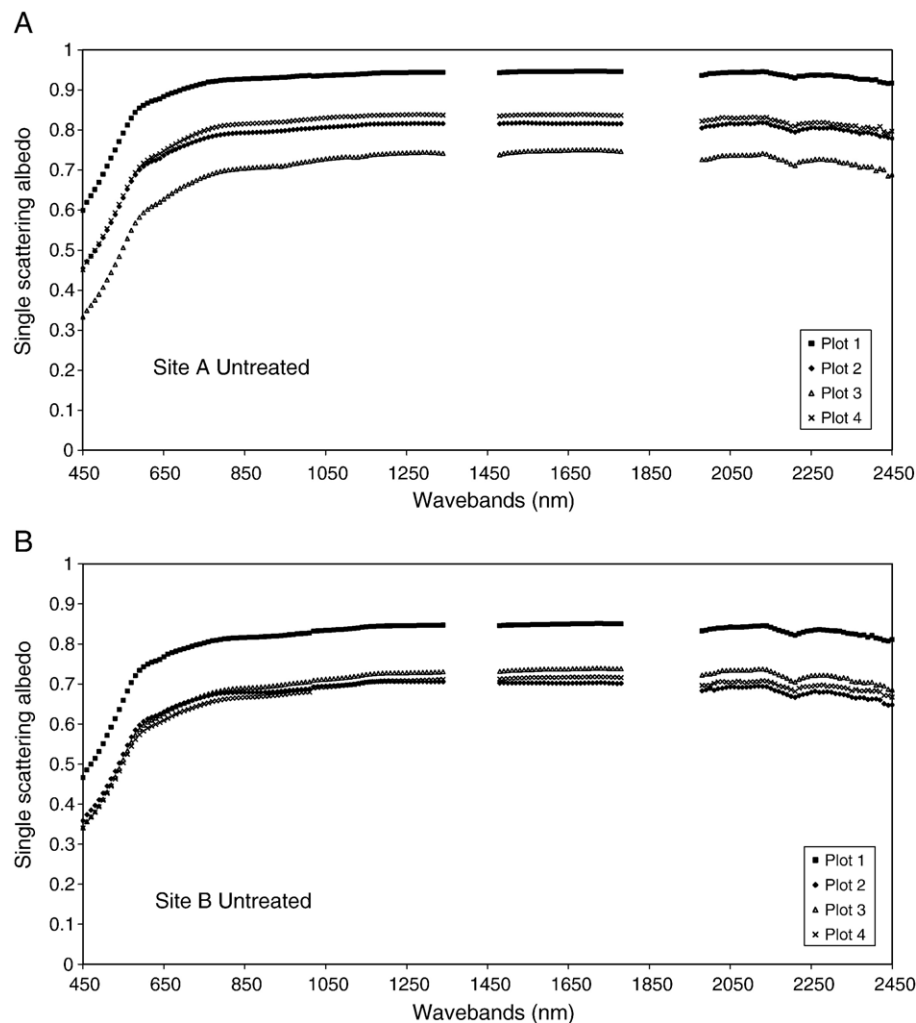 A
1
0.9
0.8
0.7
0.6
0.5
0.4
0.3
0.2
0.1
0
Single scattering albedo
Site A Untreated
Plot 1
Plot 2
Plot 3
Plot 4
450 650 850 1050 1250 1450 1650 1850 2050 2250 2450
Wavebands (nm)
B
1
0.9
0.8
0.7
0.6
0.5
0.4
0.3
0.2
0.1
0
Single scattering albedo
Site B Untreated
Plot 1
Plot 2
Plot 3
Plot 4
450 650 850 1050 1250 1450 1650 1850 2050 2250 2450
Wavebands (nm)